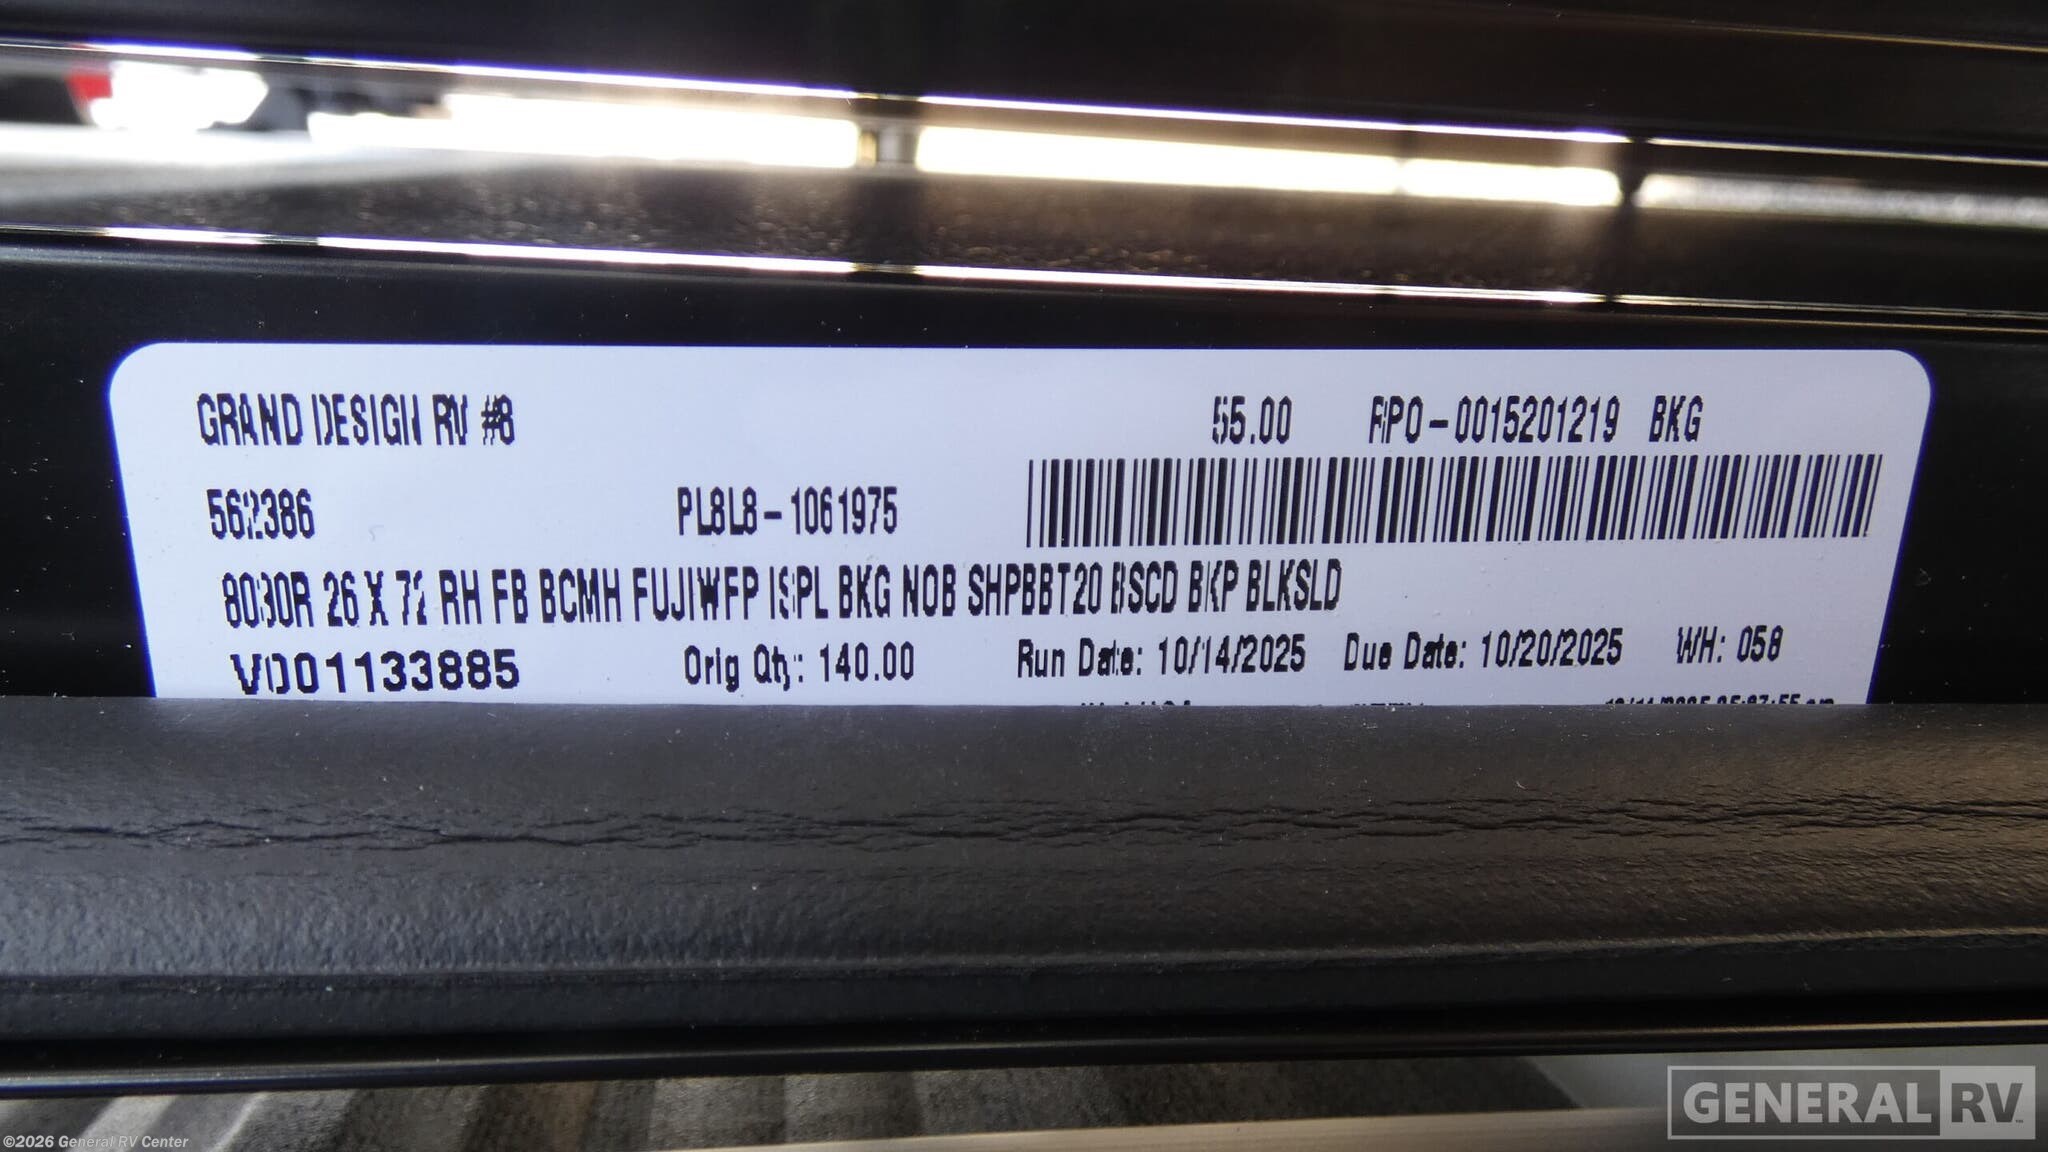 GRAND DESIGN RV #8 55.00 RPO-0015201219 BKG
562386 PL8L8-1061975
8030R 26 X 72 RH FB BCMH FUJIWFP ISPL BKG NOB SHPBBT20 BSCD BKP BLKSLD
V001133885 Orig Qty: 140.00 Run Date: 10/14/2025 Due Date: 10/20/2025 WH: 058
GENERAL RV
©2026 General RV Center